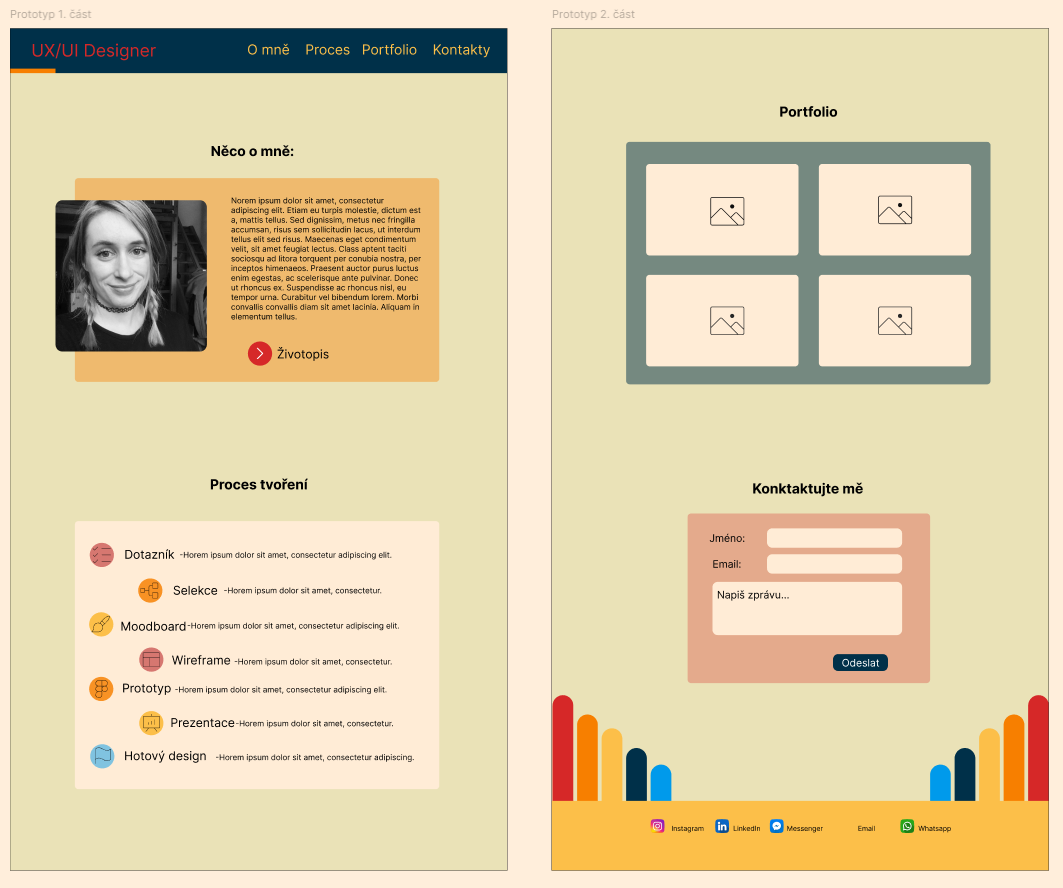 Prototyp 1. část
UX/UI Designer
O mně Proces Portfolio Kontakty
Něco o mně:
Norem ipsum dolor sit amet, consectetur
adipiscing elit. Etiam eu turpis molestie, dictum est
a, mattis tellus. Sed dignissim, metus nec fringilla
accumsan, risus sem sollicitudin lacus, ut interdum
tellus elit sed risus. Maecenas eget condimentum
velit, sit amet feugiat lectus. Class aptent taciti
sociosqu ad litora torquent per conubia nostra, per
inceptos himenaeos. Praesent auctor purus luctus
enim egestas, ac scelerisque ante pulvinar. Donec
ut rhoncus ex. Suspendisse ac rhoncus nisl, eu
tempor urna. Curabitur vel bibendum lorem. Morbi
convallis convallis diam sit amet lacinia. Aliquam in
elementum tellus.
Životopis
Proces tvoření
Dotazník -Horem ipsum dolor sit amet, consectetur adipiscing elit.
Selekce -Horem ipsum dolor sit amet, consectetur.
Moodboard -Horem ipsum dolor sit amet, consectetur adipiscing elit.
Wireframe -Horem ipsum dolor sit amet, consectetur.
Prototyp -Horem ipsum dolor sit amet, consectetur adipiscing elit.
Prezentace -Horem ipsum dolor sit amet, consectetur.
Hotový design -Horem ipsum dolor sit amet, consectetur adipiscing.
Prototyp 2. část
Portfolio
Konktaktujte mě
Jméno:
Email:
Napiš zprávu...
Odeslat
Instagram LinkedIn Messenger Email Whatsapp